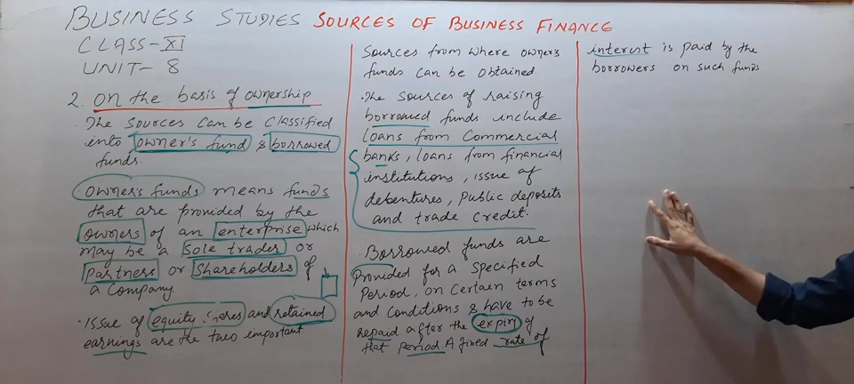 BUSINESS STUDIES SOURCES OF BUSINESS FINANCE
CLASS-XI
UNIT-8
2. on the basis of ownership
· The sources can be classified
into owner's fund & borrowed
funds.
Owner's funds means funds
that are provided by the
owners of an enterprise which
may be a sole trader or
partners or shareholders of
a company
· Issue of equity and retained
earnings are the two important
Sources from where owners
funds can be obtained
· The sources of raising
borrowed funds include
loans from commercial
banks, loans from financial
institutions, issue of
debentures, Public deposits
and trade credit.
· Borrowed funds are
Provided for a specified
Period, on certain terms
and conditions & have to be
repaid after the expiry of
that period. A fixed rate of
interest is paid by the
borrowers on such funds